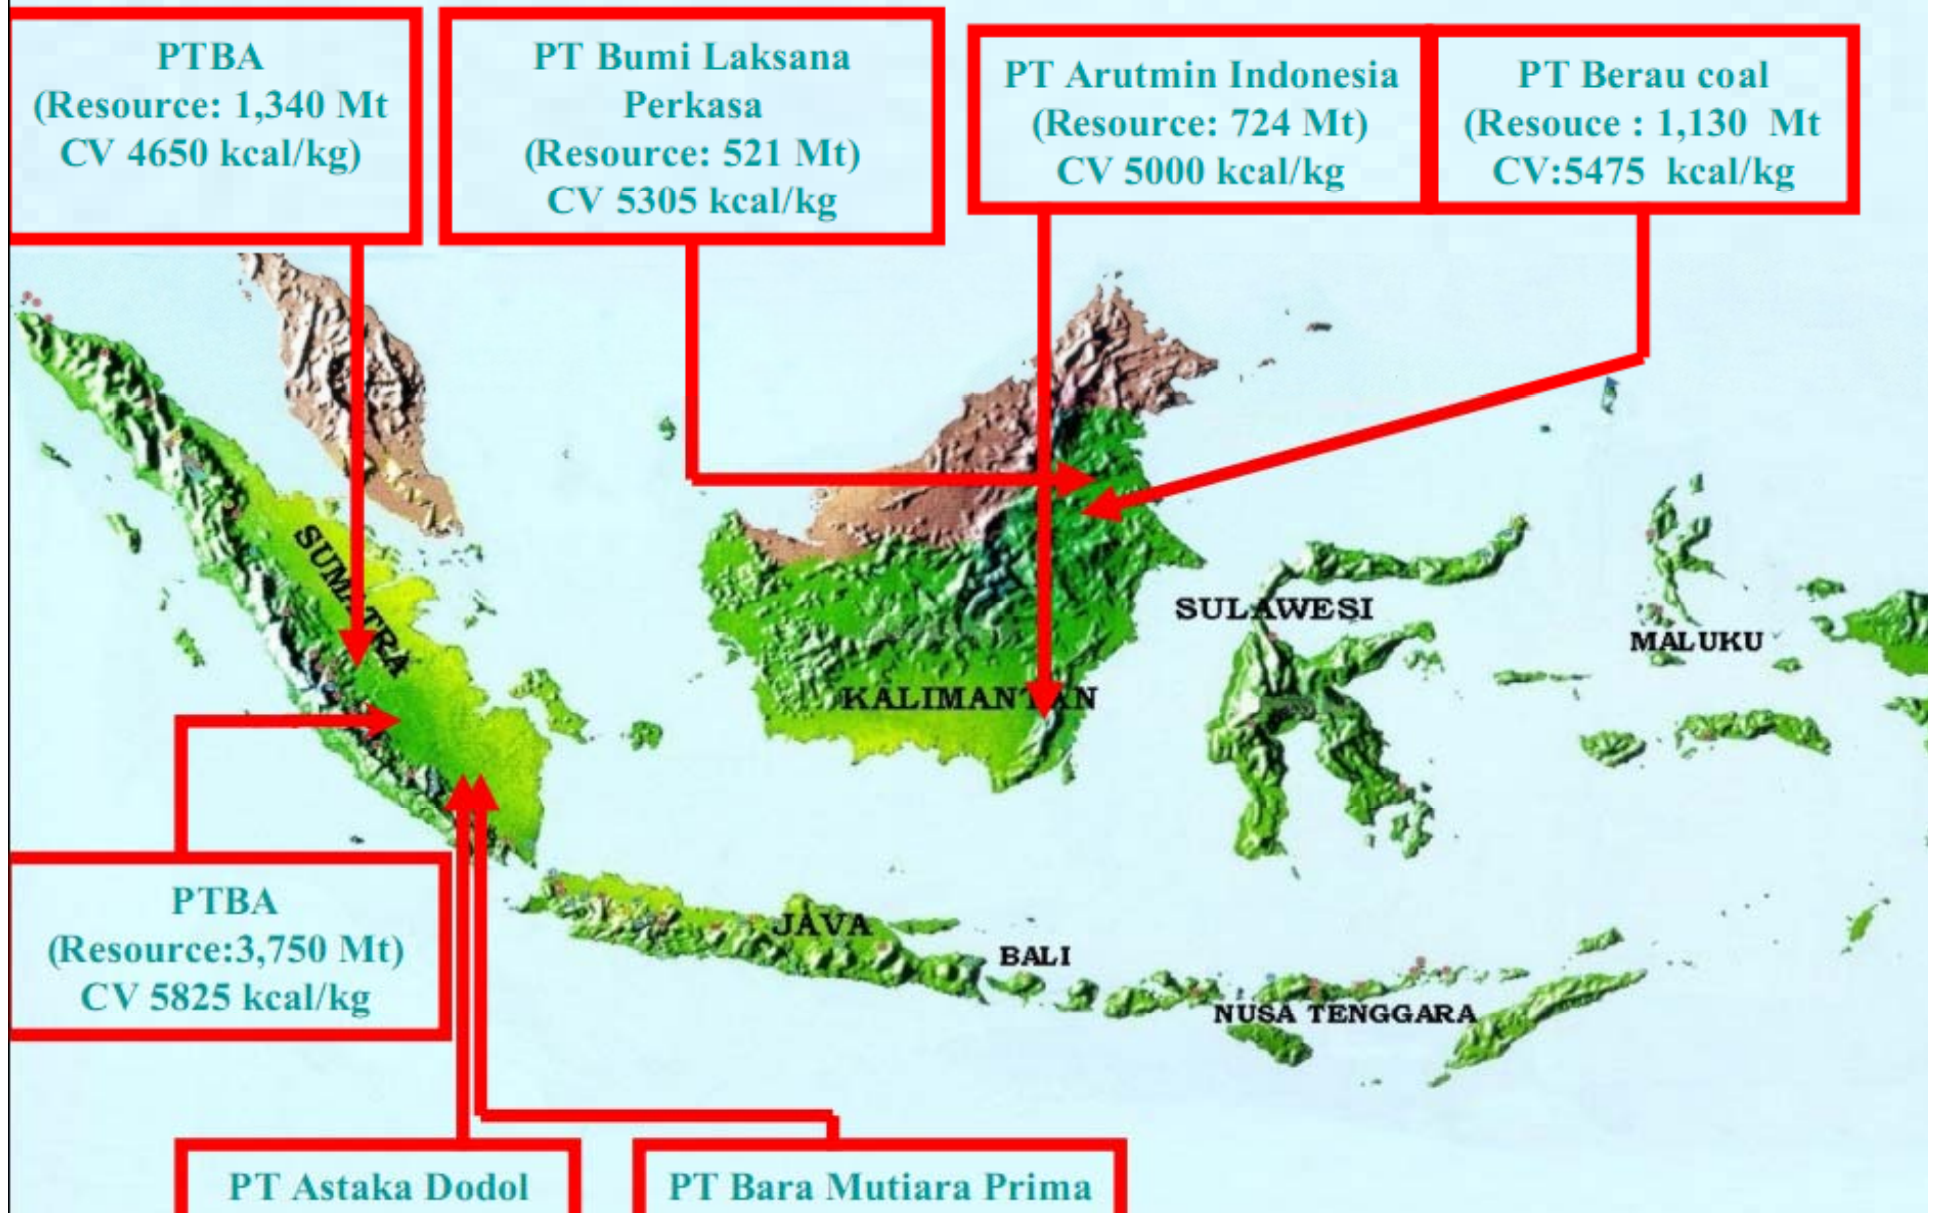 PTBA
(Resource: 1,340 Mt
CV 4650 kcal/kg)
PT Bumi Laksana
Perkasa
(Resource: 521 Mt)
CV 5305 kcal/kg
PT Arutmin Indonesia
(Resource: 724 Mt)
CV 5000 kcal/kg
PT Berau coal
(Resouce : 1,130 Mt
CV:5475 kcal/kg
SUMATRA
KALIMANTAN
SULAWESI
MALUKU
JAVA
BALI
NUSA TENGGARA
PTBA
(Resource:3,750 Mt)
CV 5825 kcal/kg
PT Astaka Dodol
PT Bara Mutiara Prima